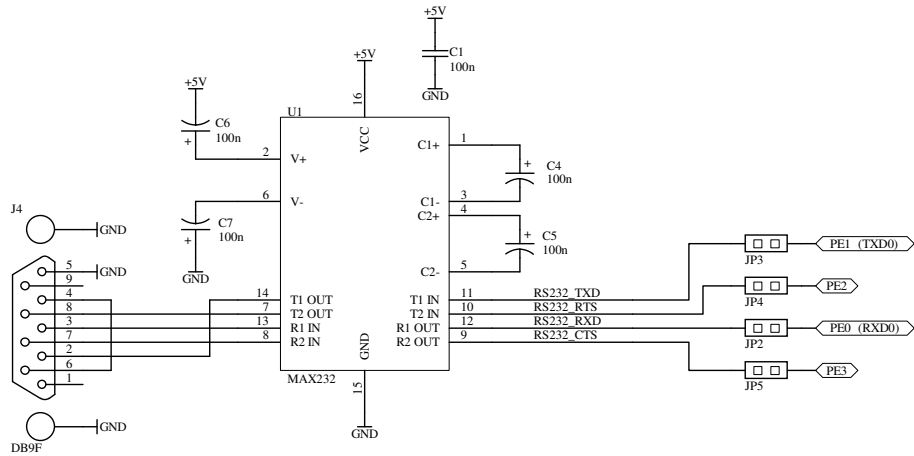 +5V
C1
100n
GND
+5V
16
VCC
+5V
C6
100n
+
2
V+
U1
C1+
1
+
C4
100n
6
V-
C1-
3
C2+
4
J4
GND
C7
100n
+
GND
+
C5
100n
C2-
5
5
GND
9
4
8
3
7
2
6
1
14
T1 OUT
7
T2 OUT
13
R1 IN
8
R2 IN
T1 IN
11
RS232_TXD
T2 IN
10
RS232_RTS
R1 OUT
12
RS232_RXD
R2 OUT
9
RS232_CTS
JP3
PE1 (TXD0)
JP4
PE2
JP2
PE0 (RXD0)
JP5
PE3
GND
MAX232
15
GND
GND
DB9F